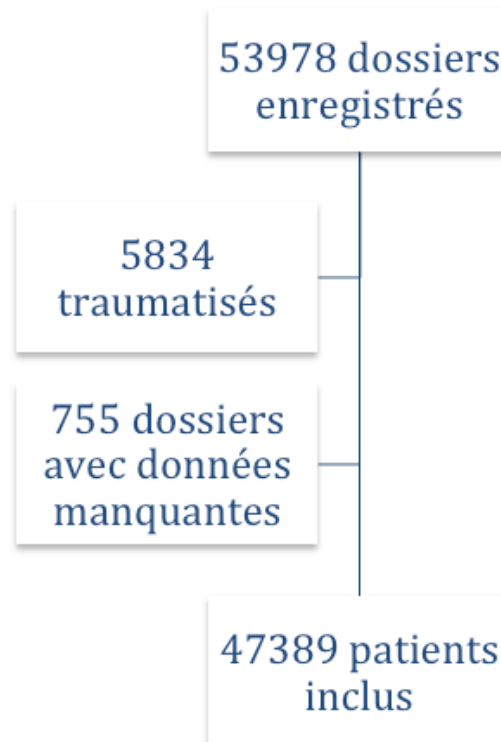 53978 dossiers
enregistrés
5834
traumatisés
755 dossiers
avec données
manquantes
47389 patients
inclus